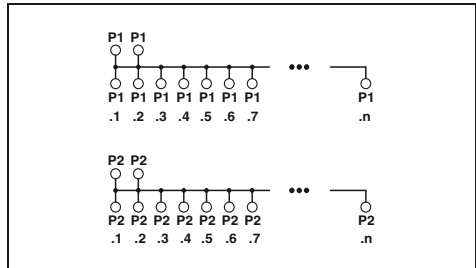 P1 P1
•••
P1 P1 P1 P1 P1 P1 P1 P1
.1 .2 .3 .4 .5 .6 .7 .n
P2 P2
•••
P2 P2 P2 P2 P2 P2 P2 P2
.1 .2 .3 .4 .5 .6 .7 .n